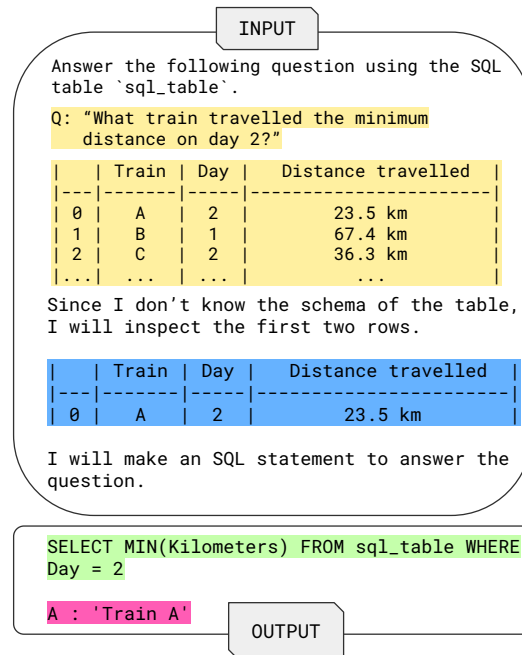 INPUT
Answer the following question using the SQL
table `sql_table`.
Q: “What train travelled the minimum
distance on day 2?”
|   | Train | Day |   Distance travelled  |
|---|-------|-----|-----------------------|
| 0 |   A   |  2  |        23.5 km        |
| 1 |   B   |  1  |        67.4 km        |
| 2 |   C   |  2  |        36.3 km        |
|...|  ...  | ... |          ...          |
Since I don’t know the schema of the table,
I will inspect the first two rows.
|   | Train | Day |   Distance travelled   |
|---|-------|-----|------------------------|
| 0 |   A   |  2  |        23.5 km         |
I will make an SQL statement to answer the
question.
SELECT MIN(Kilometers) FROM sql_table WHERE
Day = 2
A : 'Train A'
OUTPUT